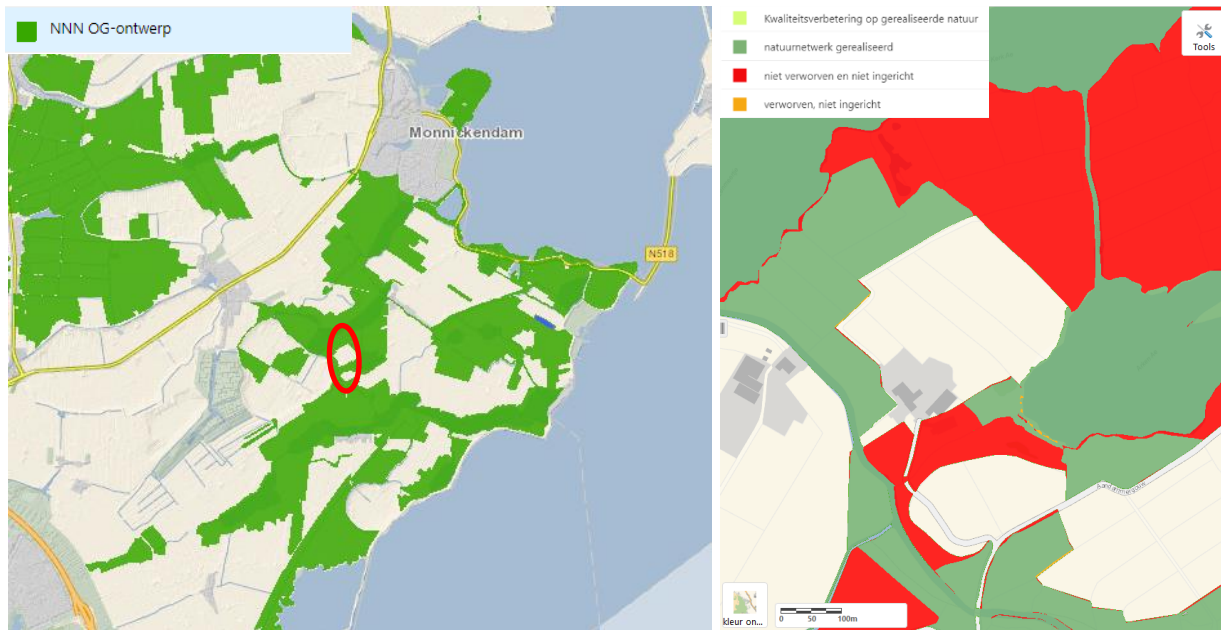 NNN OG-ontwerp
Monnickendam
N518
Kwaliteitsverbetering op gerealiseerde natuur
natuurnetwerk gerealiseerd
niet verworven en niet ingericht
verworven, niet ingericht
Tools
kleur on...
0 50 100m